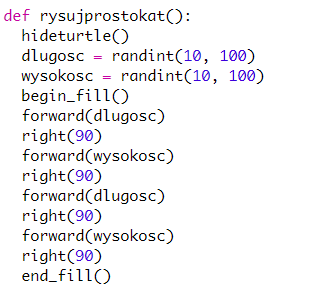 def rysujprostokat():
  hideturtle()
  dlugosc = randint(10, 100)
  wysokosc = randint(10, 100)
  begin_fill()
  forward(dlugosc)
  right(90)
  forward(wysokosc)
  right(90)
  forward(dlugosc)
  right(90)
  forward(wysokosc)
  right(90)
  end_fill()